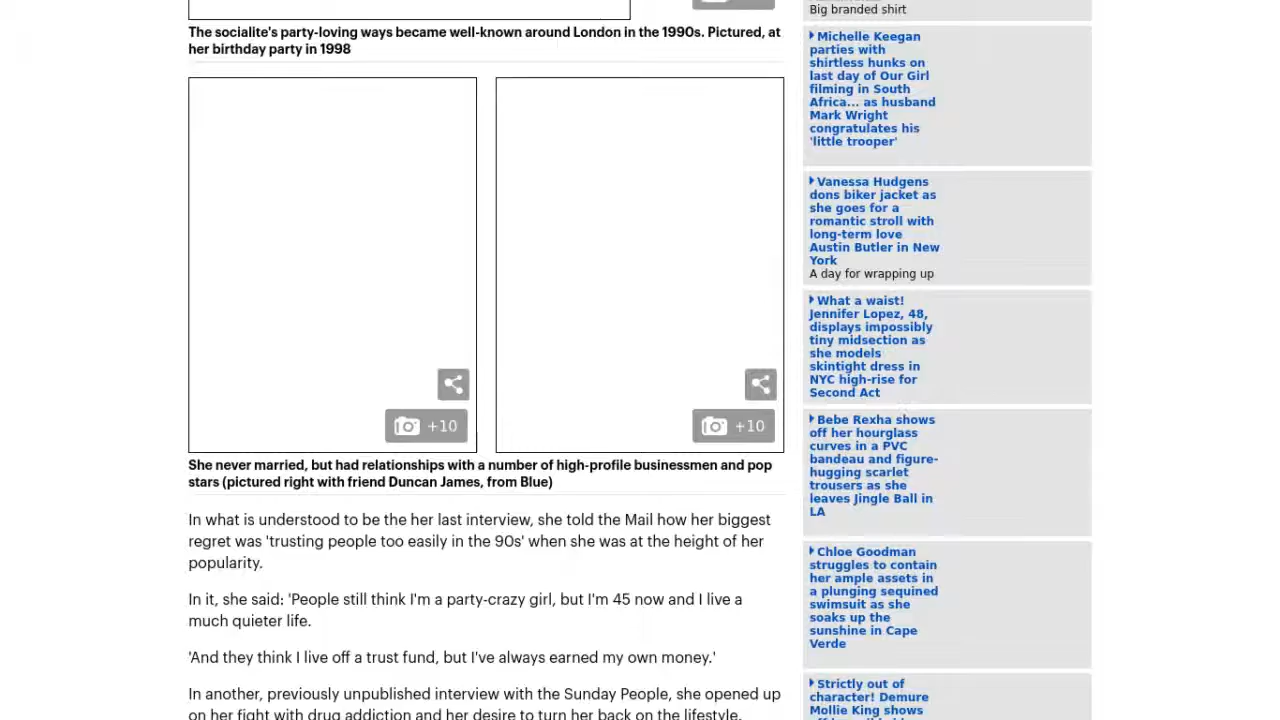 The socialite's party-loving ways became well-known around London in the 1990s. Pictured, at
her birthday party in 1998
+10
+10
She never married, but had relationships with a number of high-profile businessmen and pop
stars (pictured right with friend Duncan James, from Blue)
In what is understood to be the her last interview, she told the Mail how her biggest
regret was 'trusting people too easily in the 90s' when she was at the height of her
popularity.
In it, she said: 'People still think I'm a party-crazy girl, but I'm 45 now and I live a
much quieter life.
'And they think I live off a trust fund, but I've always earned my own money.'
In another, previously unpublished interview with the Sunday People, she opened up
on her fight with drug addiction and her desire to turn her back on the lifestyle.
Big branded shirt
Michelle Keegan
parties with
shirtless hunks on
last day of Our Girl
filming in South
Africa... as husband
Mark Wright
congratulates his
'little trooper'
Vanessa Hudgens
dons biker jacket as
she goes for a
romantic stroll with
long-term love
Austin Butler in New
York
A day for wrapping up
What a waist!
Jennifer Lopez, 48,
displays impossibly
tiny midsection as
she models
skintight dress in
NYC high-rise for
Second Act
Bebe Rexha shows
off her hourglass
curves in a PVC
bandeau and figure-
hugging scarlet
trousers as she
leaves Jingle Ball in
LA
Chloe Goodman
struggles to contain
her ample assets in
a plunging sequined
swimsuit as she
soaks up the
sunshine in Cape
Verde
Strictly out of
character! Demure
Mollie King shows